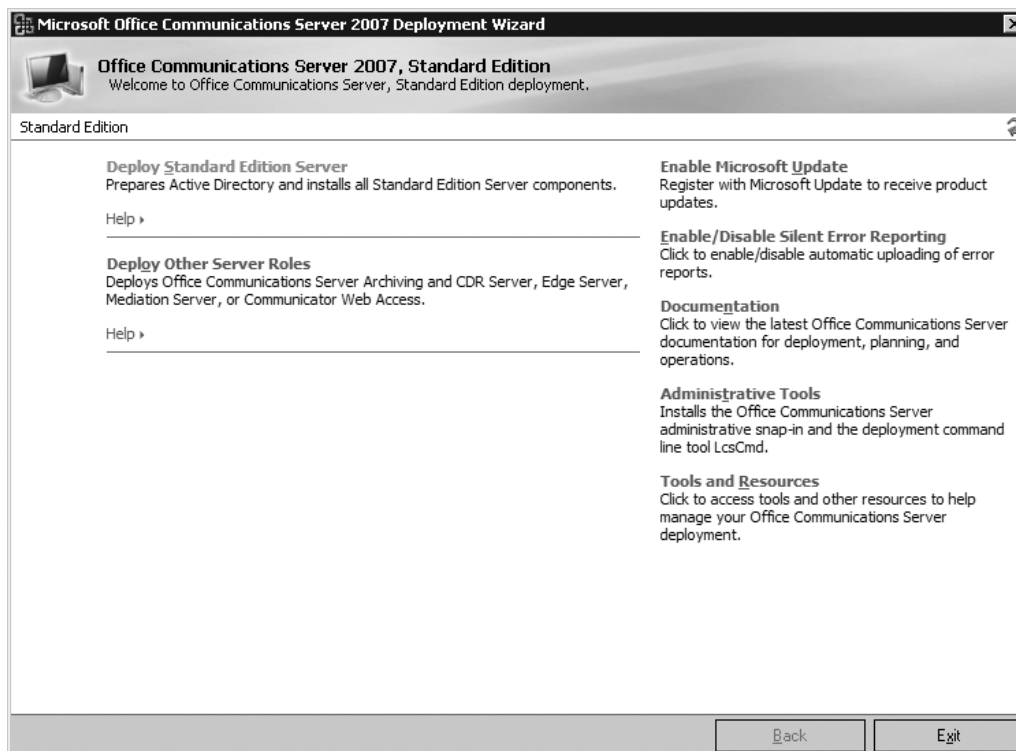 Microsoft Office Communications Server 2007 Deployment Wizard
Office Communications Server 2007, Standard Edition
Welcome to Office Communications Server, Standard Edition deployment.
Standard Edition
Deploy Standard Edition Server
Prepares Active Directory and installs all Standard Edition Server components.
Help
Deploy Other Server Roles
Deploys Office Communications Server Archiving and CDR Server, Edge Server,
Mediation Server, or Communicator Web Access.
Help
Enable Microsoft Update
Register with Microsoft Update to receive product
updates.
Enable/Disable Silent Error Reporting
Click to enable/disable automatic uploading of error
reports.
Documentation
Click to view the latest Office Communications Server
documentation for deployment, planning, and
operations.
Administrative Tools
Installs the Office Communications Server
administrative snap-in and the deployment command
line tool LcsCmd.
Tools and Resources
Click to access tools and other resources to help
manage your Office Communications Server
deployment.
Back
Exit